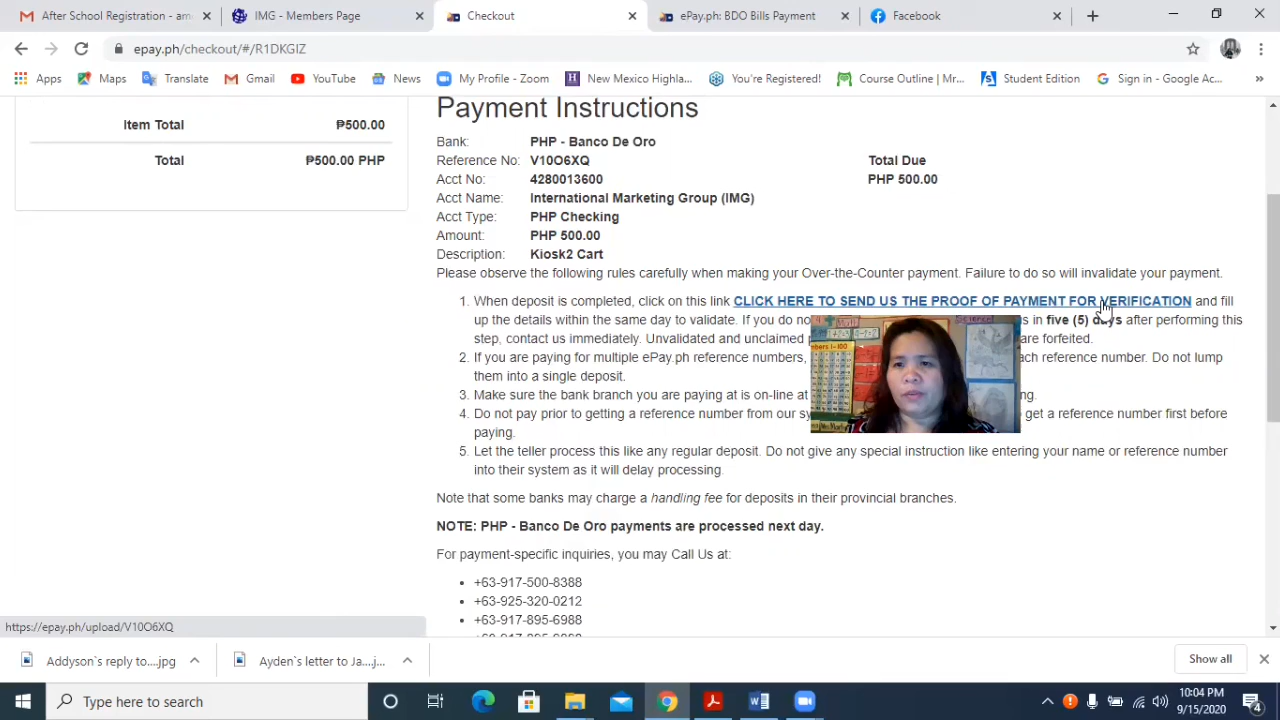 After School Registration - am
IMG - Members Page
Checkout
ePay.ph: BDO Bills Payment
Facebook
epay.ph/checkout/#/R1DKGIZ
Apps
Maps
Translate
Gmail
YouTube
News
My Profile - Zoom
New Mexico Highla...
You're Registered!
Course Outline | Mr...
Student Edition
Sign in - Google Ac...
»
Item Total ₱500.00
Total ₱500.00 PHP
Payment Instructions
Bank: PHP - Banco De Oro
Reference No: V10O6XQ Total Due
Acct No: 4280013600 PHP 500.00
Acct Name: International Marketing Group (IMG)
Acct Type: PHP Checking
Amount: PHP 500.00
Description: Kiosk2 Cart
Please observe the following rules carefully when making your Over-the-Counter payment. Failure to do so will invalidate your payment.
1. When deposit is completed, click on this link CLICK HERE TO SEND US THE PROOF OF PAYMENT FOR VERIFICATION and fill
up the details within the same day to validate. If you do no s in five (5) days after performing this
step, contact us immediately. Unvalidated and unclaimed p are forfeited.
2. If you are paying for multiple ePay.ph reference numbers, ach reference number. Do not lump
them into a single deposit.
3. Make sure the bank branch you are paying at is on-line at ng.
4. Do not pay prior to getting a reference number from our sy get a reference number first before
paying.
5. Let the teller process this like any regular deposit. Do not give any special instruction like entering your name or reference number
into their system as it will delay processing.
Note that some banks may charge a handling fee for deposits in their provincial branches.
NOTE: PHP - Banco De Oro payments are processed next day.
For payment-specific inquiries, you may Call Us at:
+63-917-500-8388
+63-925-320-0212
+63-917-895-6988
https://epay.ph/upload/V10O6XQ
Addyson`s reply to....jpg
Ayden`s letter to Ja....j...
Show all
Type here to search
10:04 PM
9/15/2020
4